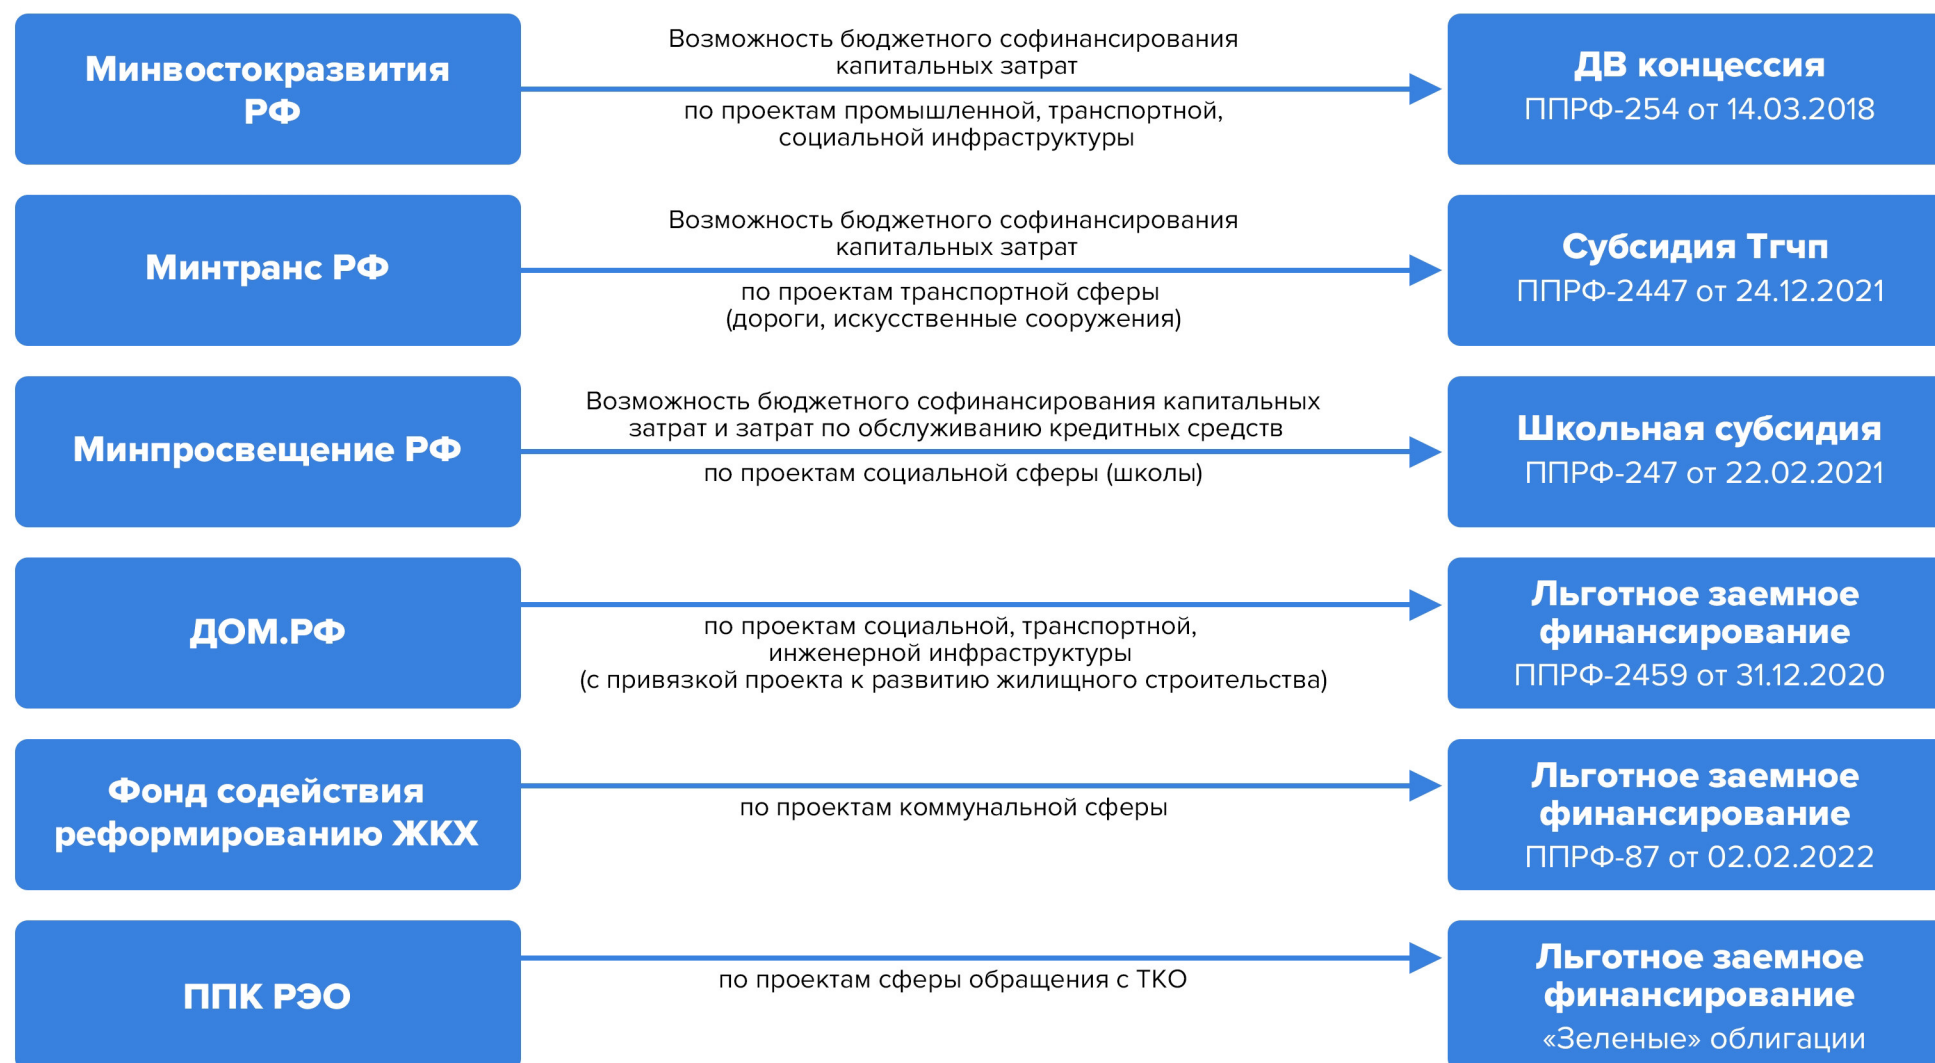 Минвостокразвития
РФ
Возможность бюджетного софинансирования
капитальных затрат
по проектам промышленной, транспортной,
социальной инфраструктуры
ДВ концессия
ППРФ-254 от 14.03.2018
Минтранс РФ
Возможность бюджетного софинансирования
капитальных затрат
по проектам транспортной сферы
(дороги, искусственные сооружения)
Субсидия Тгчп
ППРФ-2447 от 24.12.2021
Минпросвещение РФ
Возможность бюджетного софинансирования капитальных
затрат и затрат по обслуживанию кредитных средств
по проектам социальной сферы (школы)
Школьная субсидия
ППРФ-247 от 22.02.2021
ДОМ.РФ
по проектам социальной, транспортной,
инженерной инфраструктуры
(с привязкой проекта к развитию жилищного строительства)
Льготное заемное
финансирование
ППРФ-2459 от 31.12.2020
Фонд содействия
реформированию ЖКХ
по проектам коммунальной сферы
Льготное заемное
финансирование
ППРФ-87 от 02.02.2022
ППК РЭО
по проектам сферы обращения с ТКО
Льготное заемное
финансирование
«Зеленые» облигации